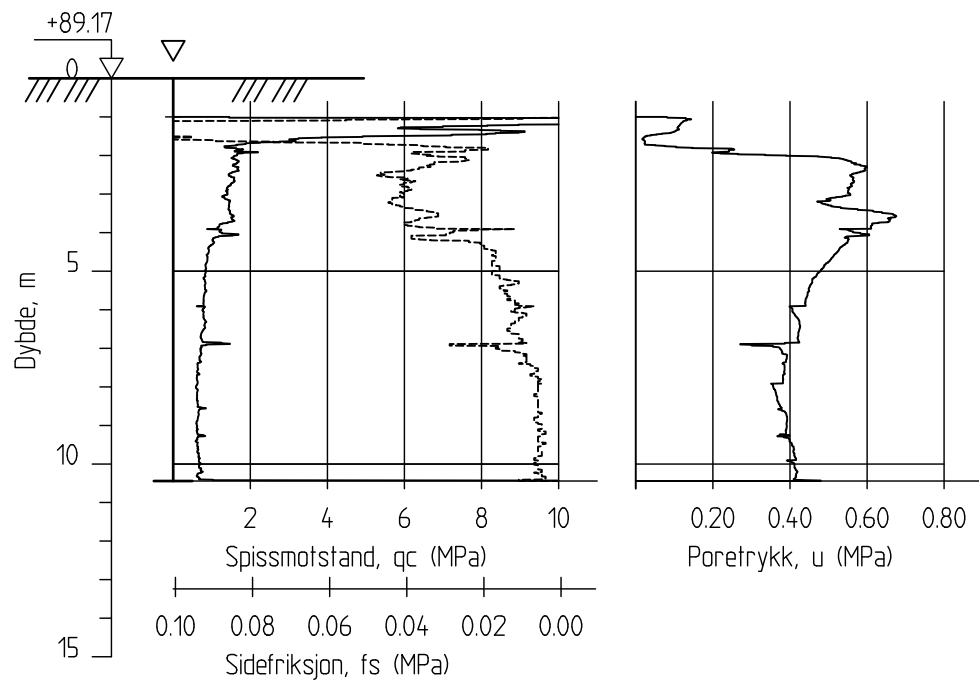 +89.17
0
5
10
15
Dybde, m
2 4 6 8 10
Spissmotstand, qc (MPa)
0.10 0.08 0.06 0.04 0.02 0.00
Sidefriksjon, fs (MPa)
0.20 0.40 0.60 0.80
Poretrykk, u (MPa)